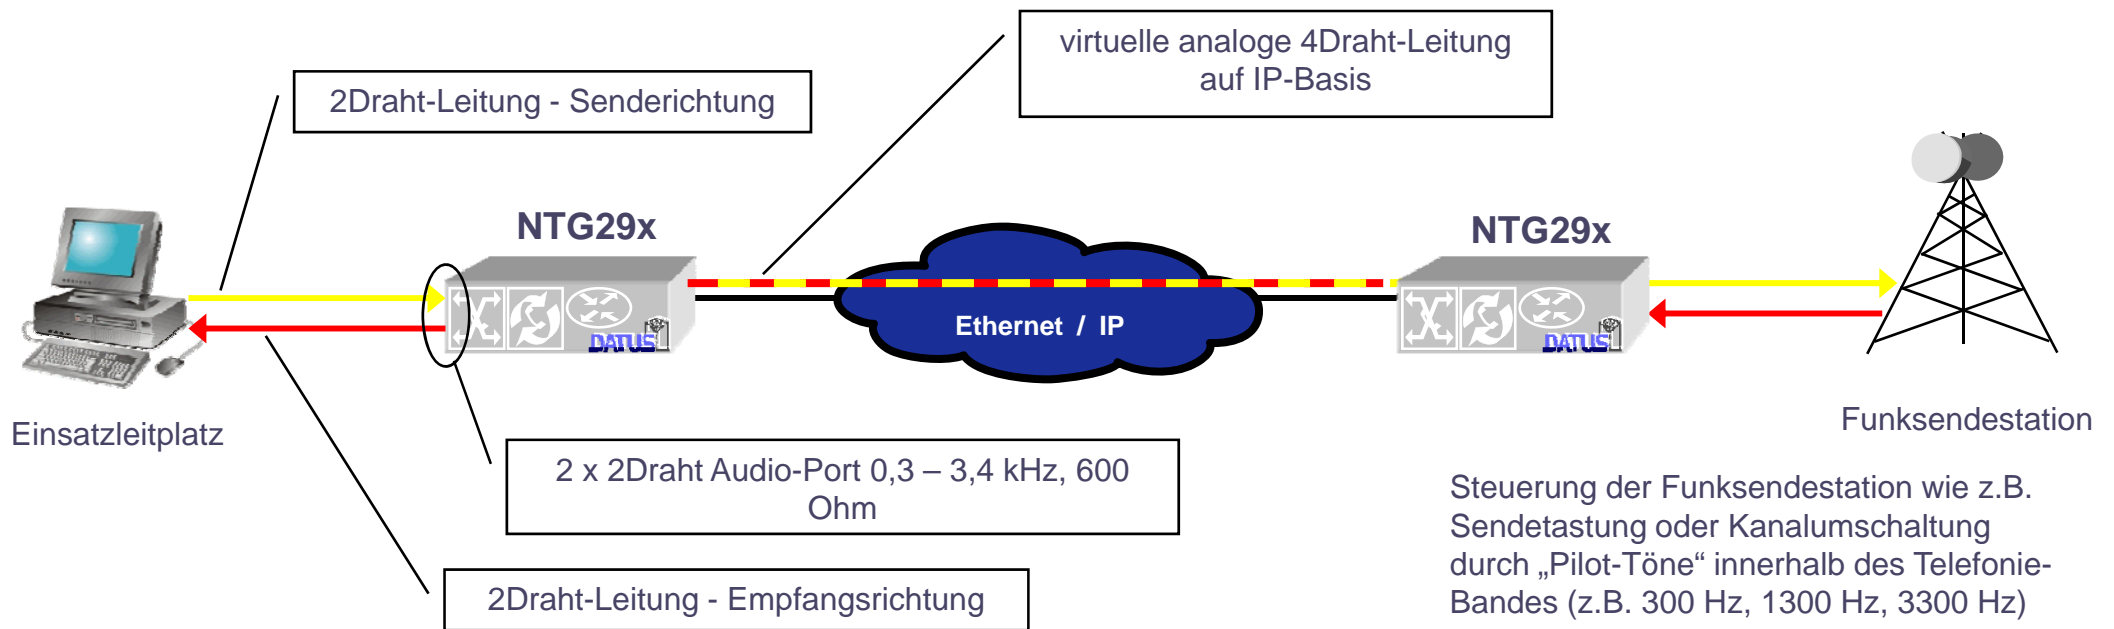 virtuelle analoge 4Draht-Leitung
auf IP-Basis
2Draht-Leitung - Senderichtung
NTG29x
NTG29x
Ethernet / IP
DATUS
DATUS
Einsatzleitplatz
Funksendestation
2 x 2Draht Audio-Port 0,3 – 3,4 kHz, 600
Ohm
Steuerung der Funksendestation wie z.B.
Sendetastung oder Kanalumschaltung
durch „Pilot-Töne“ innerhalb des Telefonie-
Bandes (z.B. 300 Hz, 1300 Hz, 3300 Hz)
2Draht-Leitung - Empfangsrichtung